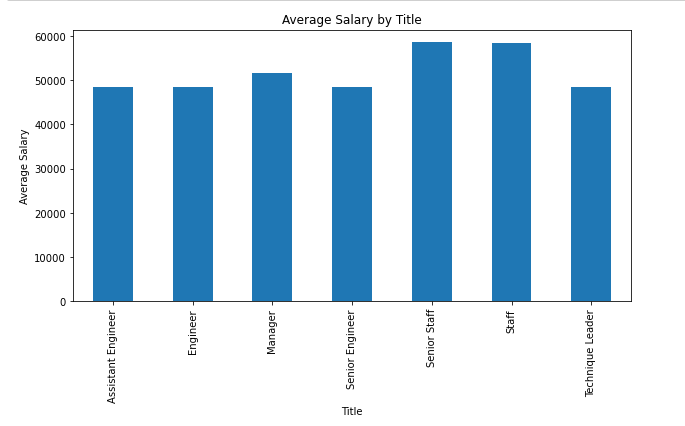 Average Salary by Title
60000
50000
40000
30000
20000
10000
0
Average Salary
Assistant Engineer
Engineer
Manager
Senior Engineer
Senior Staff
Staff
Technique Leader
Title